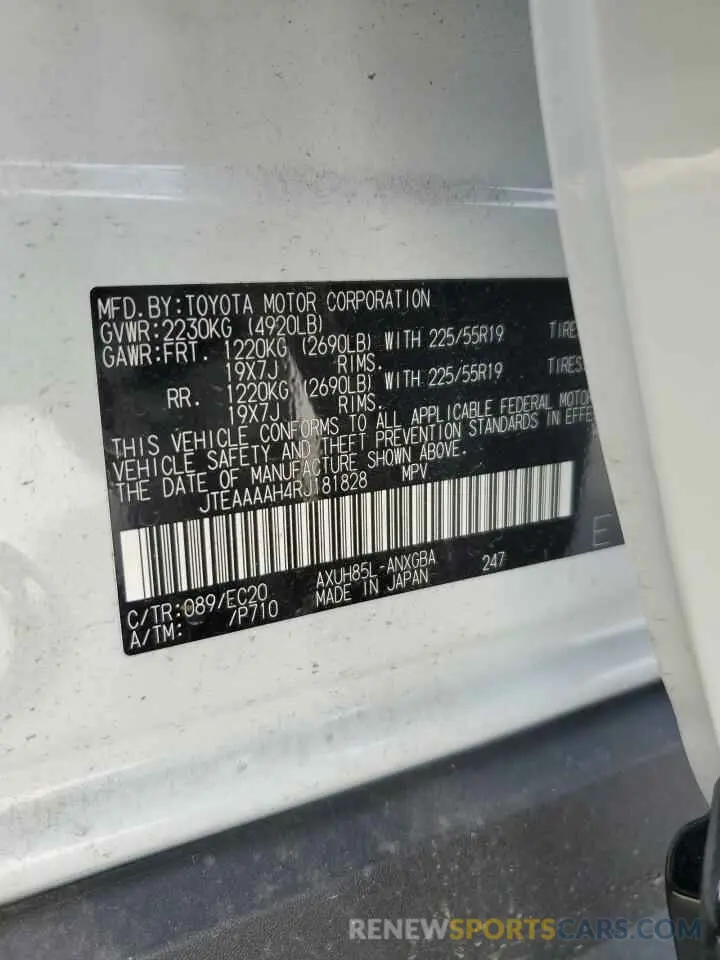 MFD.BY:TOYOTA MOTOR CORPORATION
GVWR:2230KG (4920LB)
GAWR:FRT. 1220KG (2690LB) WITH 225/55R19 TIRES
19X7J RIMS.
RR. 1220KG (2690LB) WITH 225/55R19 TIRES
19X7J RIMS.
THIS VEHICLE CONFORMS TO ALL APPLICABLE FEDERAL MOTO
VEHICLE SAFETY AND THEFT PREVENTION STANDARDS IN EFFE
THE DATE OF MANUFACTURE SHOWN ABOVE.
JTEAAAAH4RJ181828 MPV
E
C/TR:089/EC20 AXUH85L-ANXGBA 247
A/TM: /P710 MADE IN JAPAN
RENEWSPORTSCARS.COM